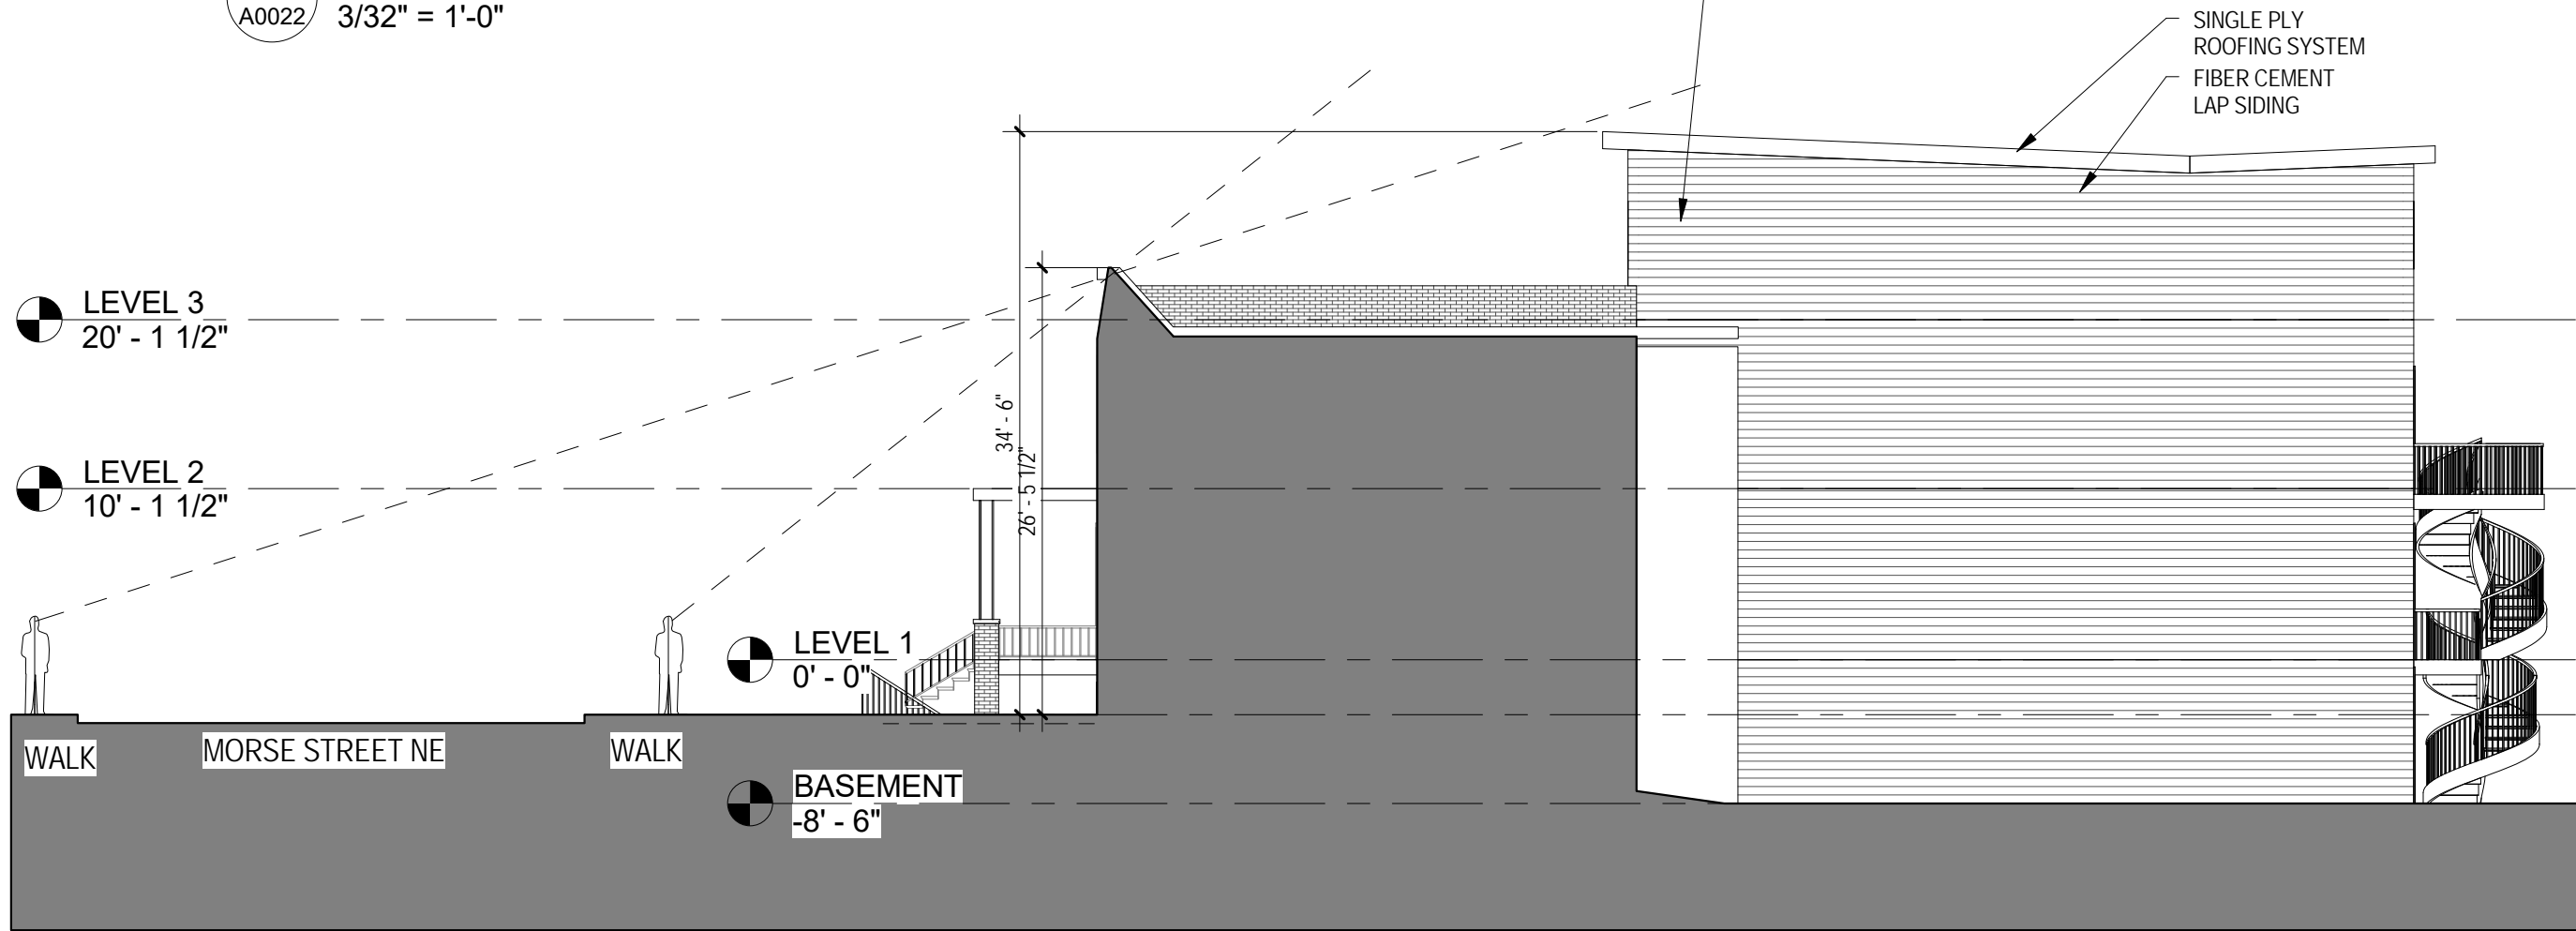 A0022
3/32" = 1'-0"
SINGLE PLY
ROOFING SYSTEM
FIBER CEMENT
LAP SIDING
LEVEL 3
20' - 1 1/2"
LEVEL 2
10' - 1 1/2"
34' - 6"
26' - 5 1/2"
LEVEL 1
0' - 0"
WALK
MORSE STREET NE
WALK
BASEMENT
-8' - 6"